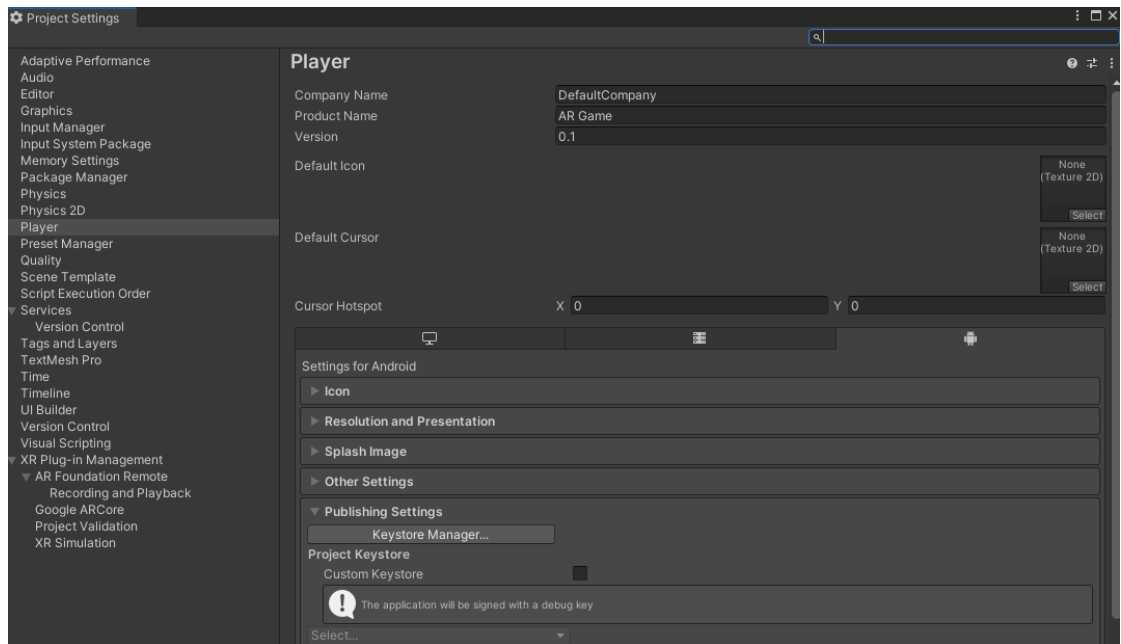 Project Settings
Adaptive Performance
Audio
Editor
Graphics
Input Manager
Input System Package
Memory Settings
Package Manager
Physics
Physics 2D
Player
Preset Manager
Quality
Scene Template
Script Execution Order
Services
Version Control
Tags and Layers
TextMesh Pro
Time
Timeline
UI Builder
Version Control
Visual Scripting
XR Plug-in Management
AR Foundation Remote
Recording and Playback
Google ARCore
Project Validation
XR Simulation
Player
Company Name DefaultCompany
Product Name AR Game
Version 0.1
Default Icon
None
(Texture 2D)
Select
Default Cursor
None
(Texture 2D)
Select
Cursor Hotspot X 0 Y 0
Settings for Android
Icon
Resolution and Presentation
Splash Image
Other Settings
Publishing Settings
Keystore Manager...
Project Keystore
Custom Keystore
The application will be signed with a debug key
Select...